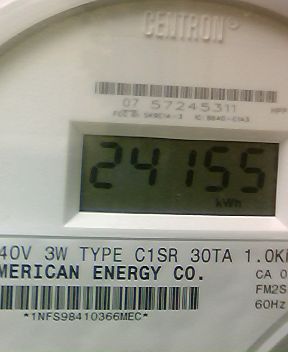 CENTRON®
07 57245311
24155
kWh
40V 3W TYPE C1SR 30TA 1.0K
MERICAN ENERGY CO.
CA 0
FM2S
60Hz
*1NFS98410366MEC*